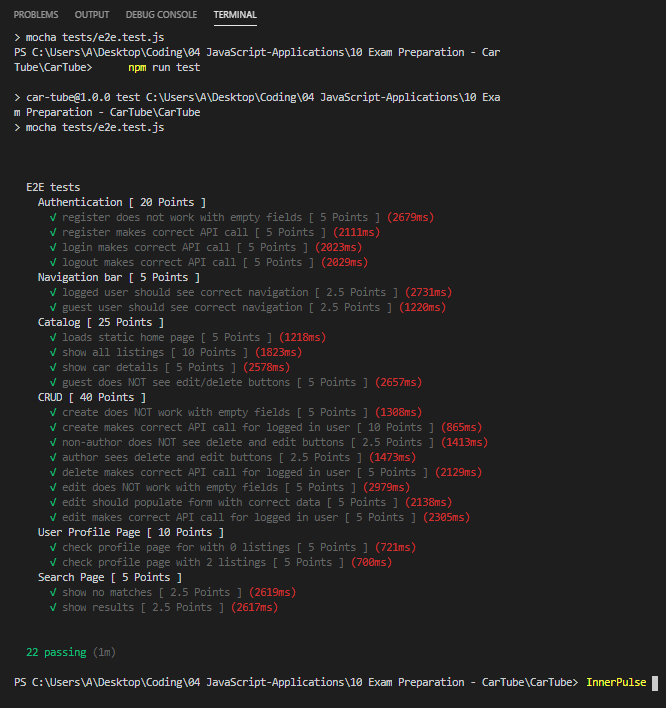 PROBLEMS OUTPUT DEBUG CONSOLE TERMINAL
> mocha tests/e2e.test.js
PS C:\Users\A\Desktop\Coding\04 JavaScript-Applications\10 Exam Preparation - Car
Tube\CarTube> npm run test
> car-tube@1.0.0 test C:\Users\A\Desktop\Coding\04 JavaScript-Applications\10 Exa
m Preparation - CarTube\CarTube
> mocha tests/e2e.test.js
E2E tests
Authentication [ 20 Points ]
√ register does not work with empty fields [ 5 Points ] (2679ms)
√ register makes correct API call [ 5 Points ] (2111ms)
√ login makes correct API call [ 5 Points ] (2023ms)
√ logout makes correct API call [ 5 Points ] (2029ms)
Navigation bar [ 5 Points ]
√ logged user should see correct navigation [ 2.5 Points ] (2731ms)
√ guest user should see correct navigation [ 2.5 Points ] (1220ms)
Catalog [ 25 Points ]
√ loads static home page [ 5 Points ] (1218ms)
√ show all listings [ 10 Points ] (1823ms)
√ show car details [ 5 Points ] (2578ms)
√ guest does NOT see edit/delete buttons [ 5 Points ] (2657ms)
CRUD [ 40 Points ]
√ create does NOT work with empty fields [ 5 Points ] (1308ms)
√ create makes correct API call for logged in user [ 10 Points ] (865ms)
√ non-author does NOT see delete and edit buttons [ 2.5 Points ] (1413ms)
√ author sees delete and edit buttons [ 2.5 Points ] (1473ms)
√ delete makes correct API call for logged in user [ 5 Points ] (2129ms)
√ edit does NOT work with empty fields [ 5 Points ] (2979ms)
√ edit should populate form with correct data [ 5 Points ] (2138ms)
√ edit makes correct API call for logged in user [ 5 Points ] (2305ms)
User Profile Page [ 10 Points ]
√ check profile page for with 0 listings [ 5 Points ] (721ms)
√ check profile page with 2 listings [ 5 Points ] (700ms)
Search Page [ 5 Points ]
√ show no matches [ 2.5 Points ] (2619ms)
√ show results [ 2.5 Points ] (2617ms)
22 passing (1m)
PS C:\Users\A\Desktop\Coding\04 JavaScript-Applications\10 Exam Preparation - CarTube\CarTube> InnerPulse